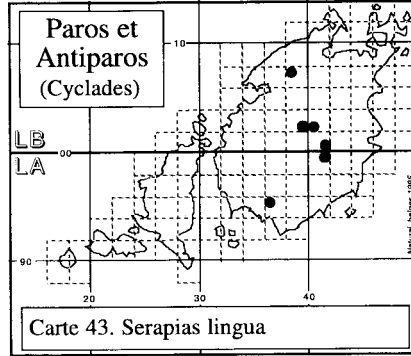 Paros et
Antiparos
(Cyclades)
10
LB
LA
00
90
20
30
40
Carte 43. Serapias lingua